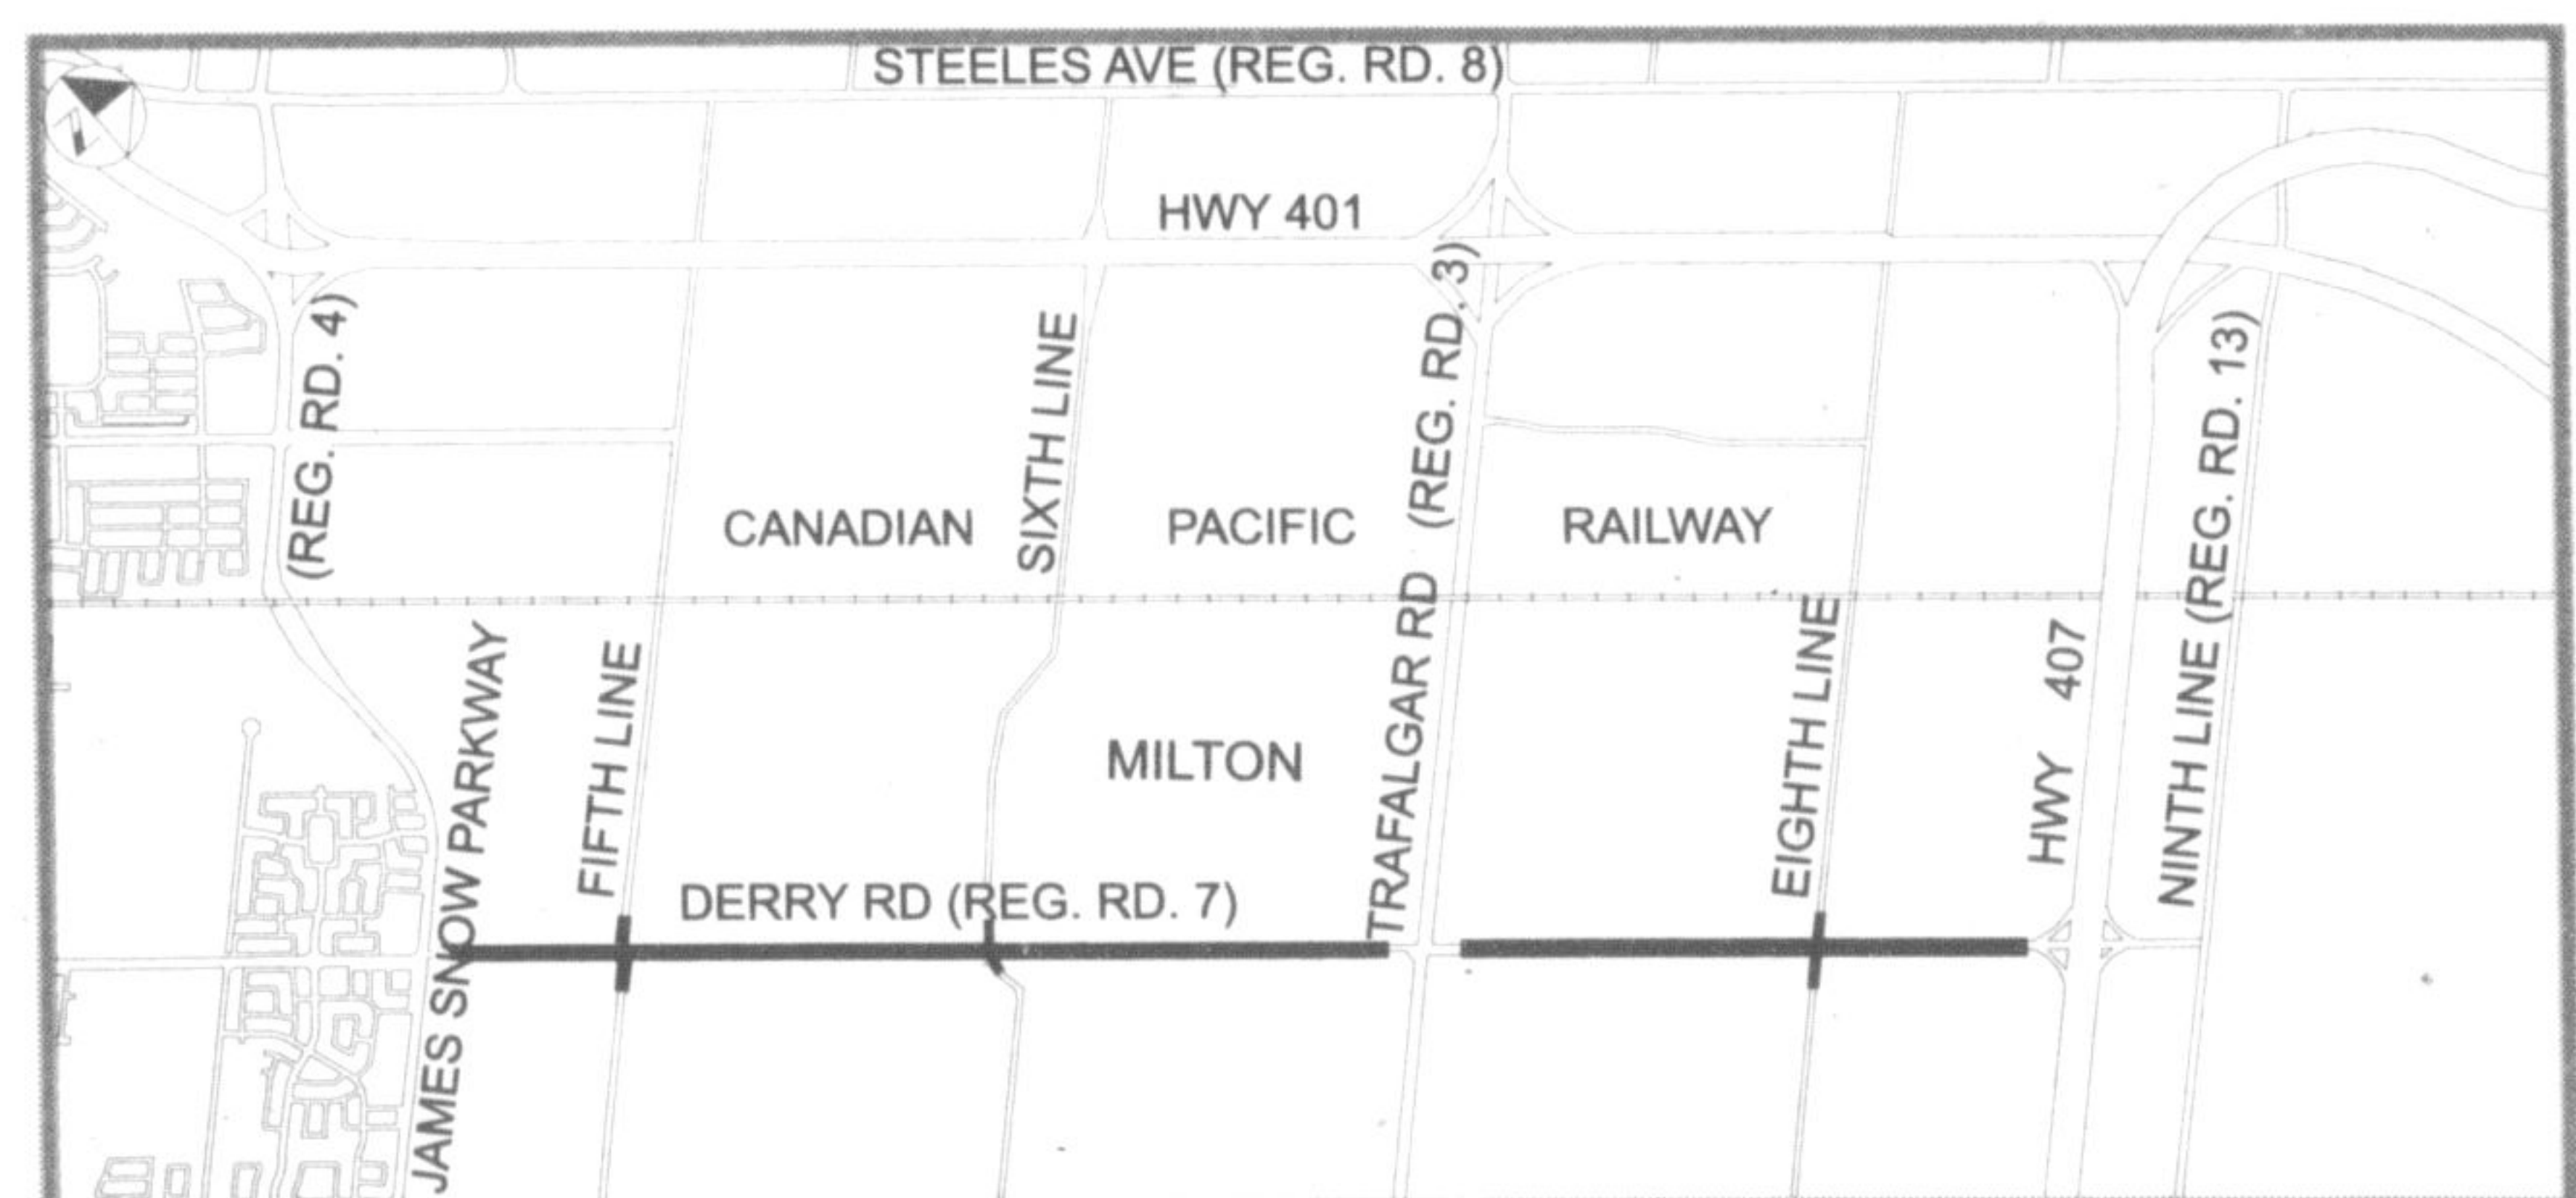 STEELES AVE (REG. RD. 8)
N
HWY 401
(REG. RD. 4)
SIXTH LINE
(REG. RD. 3)
NINTH LINE (REG. RD. 13)
CANADIAN PACIFIC RAILWAY
JAMES SNOW PARKWAY
FIFTH LINE
MILTON
TRAFALGAR RD
EIGHTH LINE
HWY 407
DERRY RD (REG. RD. 7)